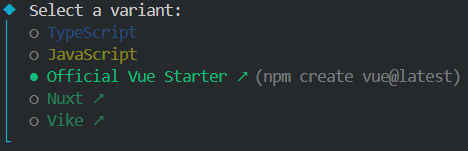 Select a variant:
TypeScript
JavaScript
Official Vue Starter ↗ (npm create vue@latest)
Nuxt ↗
Vike ↗